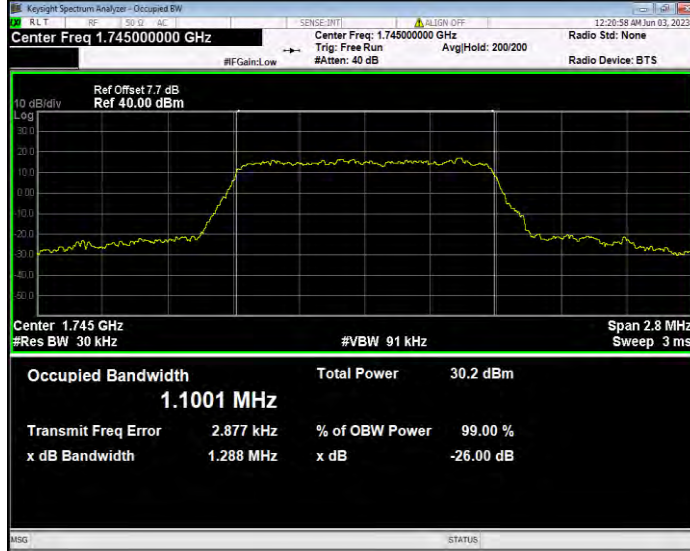 Keysight Spectrum Analyzer - Occupied BW
RLT RF 50 Ω AC SENSE:INT ALIGN OFF 12:20:58 AM Jun 03, 2023
Center Freq 1.745000000 GHz
Center Freq: 1.745000000 GHz
Radio Std: None
Trig: Free Run Avg|Hold: 200/200
#IFGain:Low #Atten: 40 dB
Radio Device: BTS
Ref Offset 7.7 dB
10 dB/div Ref 40.00 dBm
Log
30.0
20.0
10.0
0.00
-10.0
-20.0
-30.0
-40.0
-50.0
Center 1.745 GHz Span 2.8 MHz
#Res BW 30 kHz #VBW 91 kHz Sweep 3 ms
Occupied Bandwidth Total Power 30.2 dBm
1.1001 MHz
Transmit Freq Error 2.877 kHz % of OBW Power 99.00 %
x dB Bandwidth 1.288 MHz x dB -26.00 dB
MSG STATUS